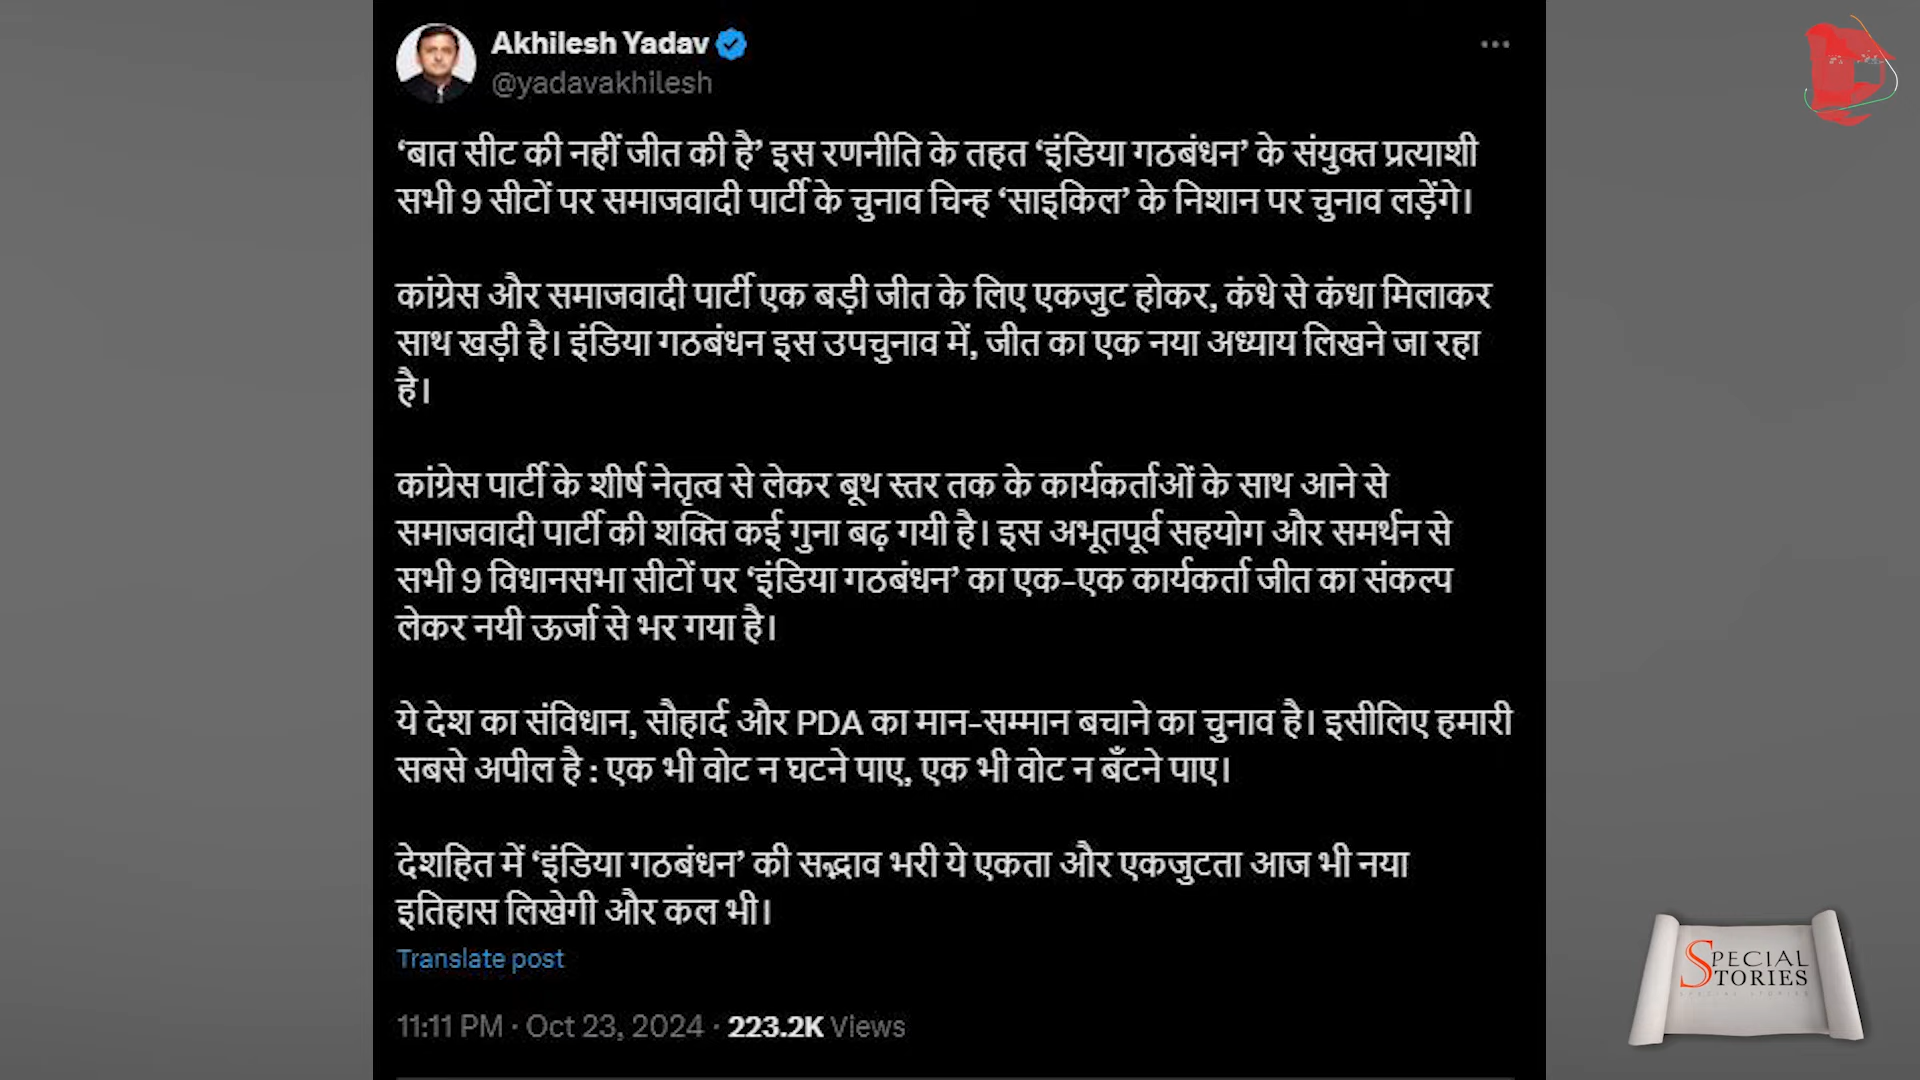 Akhilesh Yadav
@yadavakhilesh
‘बात सीट की नहीं जीत की है’ इस रणनीति के तहत ‘इंडिया गठबंधन’ के संयुक्त प्रत्याशी
सभी 9 सीटों पर समाजवादी पार्टी के चुनाव चिन्ह ‘साइकिल’ के निशान पर चुनाव लड़ेंगे।
कांग्रेस और समाजवादी पार्टी एक बड़ी जीत के लिए एकजुट होकर, कंधे से कंधा मिलाकर
साथ खड़ी है। इंडिया गठबंधन इस उपचुनाव में, जीत का एक नया अध्याय लिखने जा रहा
है।
कांग्रेस पार्टी के शीर्ष नेतृत्व से लेकर बूथ स्तर तक के कार्यकर्ताओं के साथ आने से
समाजवादी पार्टी की शक्ति कई गुना बढ़ गयी है। इस अभूतपूर्व सहयोग और समर्थन से
सभी 9 विधानसभा सीटों पर ‘इंडिया गठबंधन’ का एक-एक कार्यकर्ता जीत का संकल्प
लेकर नयी ऊर्जा से भर गया है।
ये देश का संविधान, सौहार्द और PDA का मान-सम्मान बचाने का चुनाव है। इसीलिए हमारी
सबसे अपील है : एक भी वोट न घटने पाए, एक भी वोट न बँटने पाए।
देशहित में ‘इंडिया गठबंधन’ की सद्भाव भरी ये एकता और एकजुटता आज भी नया
इतिहास लिखेगी और कल भी।
Translate post
11:11 PM · Oct 23, 2024 · 223.2K Views
SPECIAL
STORIES